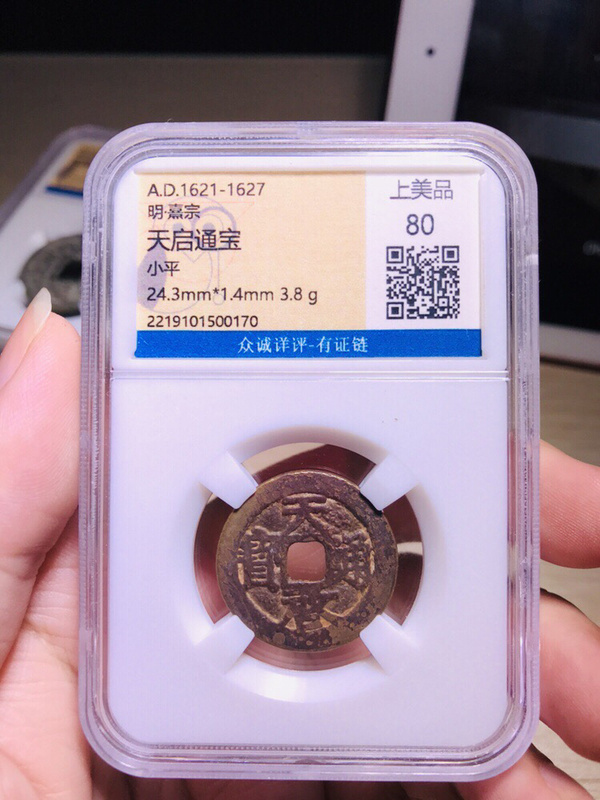 A.D.1621-1627
明·熹宗
天启通宝
小平
24.3mm*1.4mm 3.8 g
2219101500170
上美品
80
众诚详评-有证链
天啓通寶